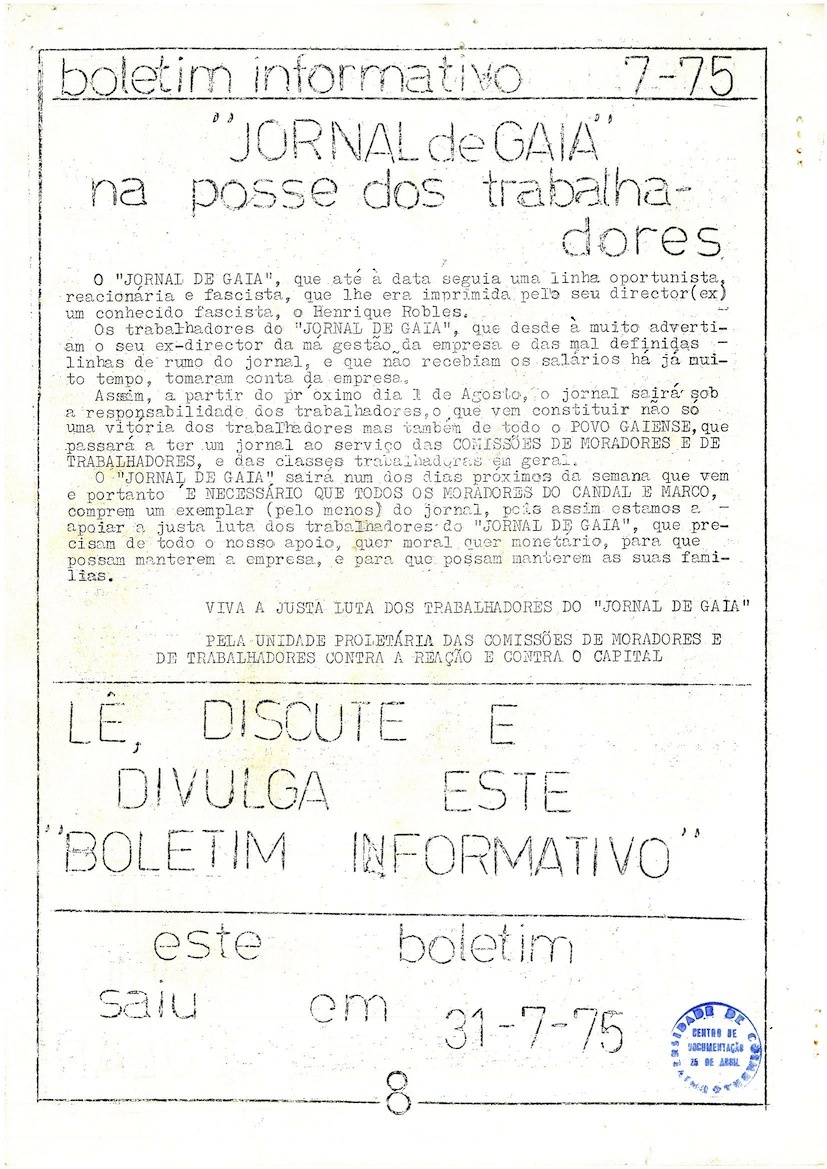 boletim informativo 7-75
"JORNAL de GAIA"
na posse dos trabalha-
dores
O "JORNAL DE GAIA", que até à data seguia uma linha oportunista,
reacionária e fascista, que lhe era imprimida pelo seu director(ex)
um conhecido fascista, o Henrique Robles.
Os trabalhadores do "JORNAL DE GAIA", que desde à muito adverti-
am o seu ex-director da má gestão da empresa e das mal definidas -
linhas de rumo do jornal, e que não recebiam os salários há já mui-
to tempo, tomaram conta da empresa.
Assim, a partir do próximo dia 1 de Agosto, o jornal sairá sob
a responsabilidade dos trabalhadores, o que vem constituir não só
uma vitória dos trabalhadores mas também de todo o POVO GAIENSE, que
passará a ter um jornal ao serviço das COMISSÕES DE MORADORES E DE
TRABALHADORES, e das classes trabalhadoras em geral.
O "JORNAL DE GAIA" sairá num dos dias próximos da semana que vem
e portanto É NECESSÁRIO QUE TODOS OS MORADORES DO CANDAL E MARCO,
comprem um exemplar (pelo menos) do jornal, pois assim estamos a -
apoiar a justa luta dos trabalhadores do "JORNAL DE GAIA", que pre-
cisam de todo o nosso apoio, quer moral quer monetário, para que
possam manterem a empresa, e para que possam manterem as suas famí-
lias.
VIVA A JUSTA LUTA DOS TRABALHADORES DO "JORNAL DE GAIA"
PELA UNIDADE PROLETÁRIA DAS COMISSÕES DE MORADORES E
DE TRABALHADORES CONTRA A REAÇÃO E CONTRA O CAPITAL
LÊ, DISCUTE E
DIVULGA ESTE
"BOLETIM INFORMATIVO"
este boletim
saiu em 31-7-75
UNIVERSIDADE DE COIMBRA
CENTRO DE
DOCUMENTAÇÃO
25 DE ABRIL
8